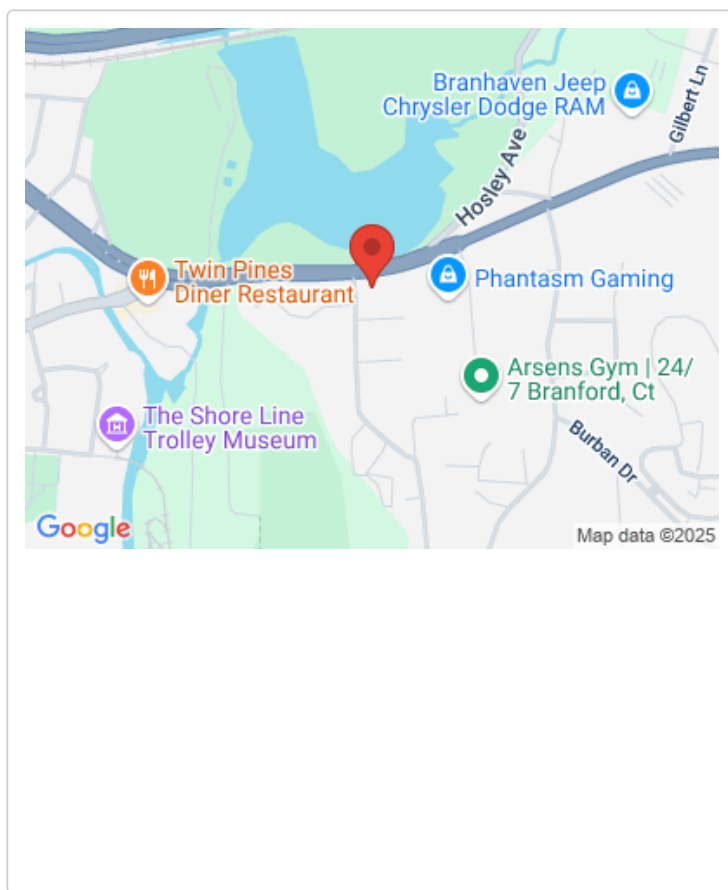 Branhaven Jeep
Chrysler Dodge RAM
Gilbert Ln
Hosley Ave
Twin Pines
Diner Restaurant
Phantasm Gaming
Arsens Gym | 24/
7 Branford, Ct
The Shore Line
Trolley Museum
Burban Dr
Google
Map data ©2025